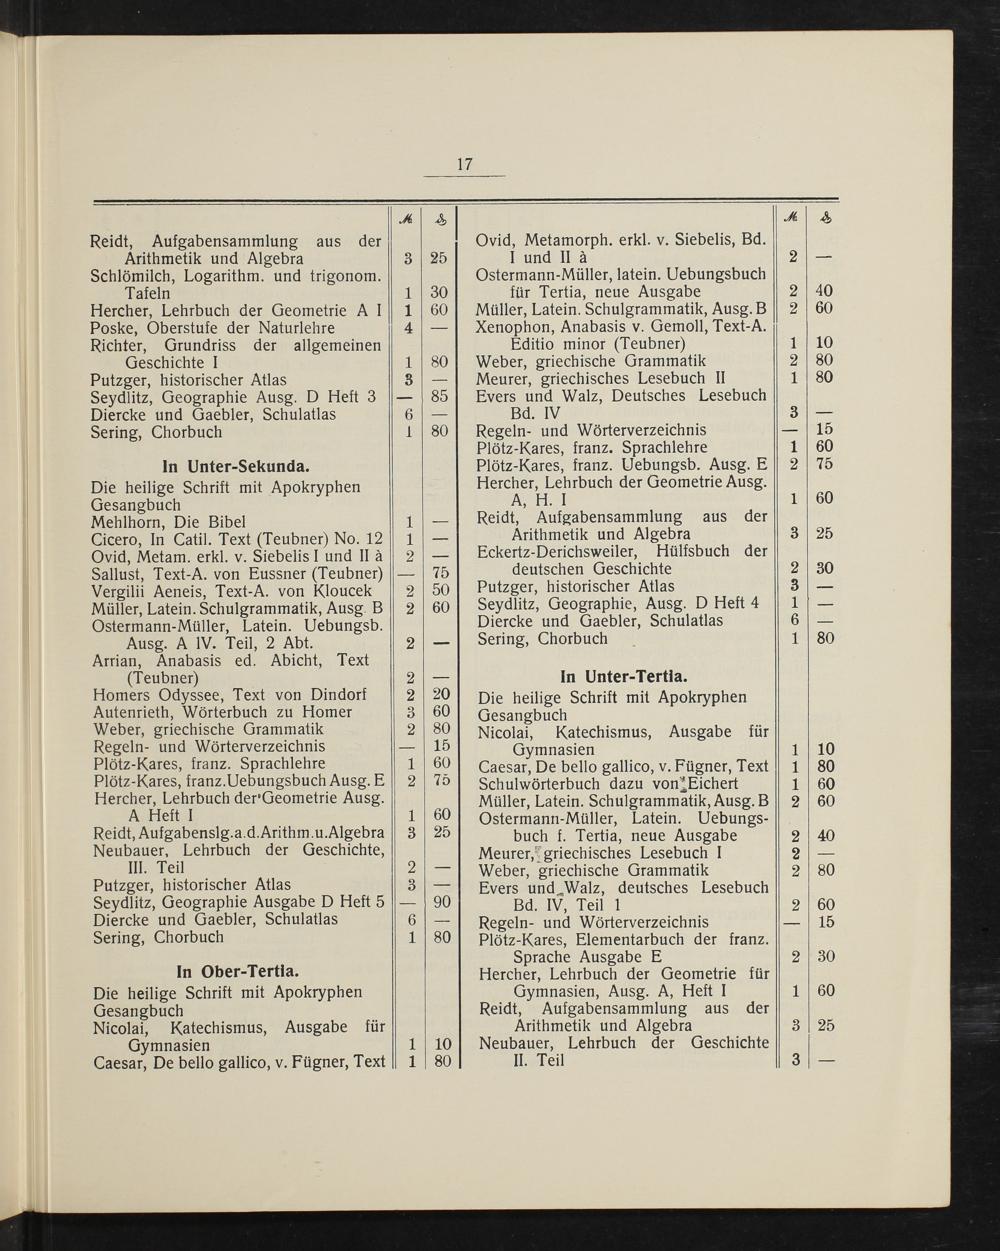 17
ℳ ₰
Reidt, Aufgabensammlung aus der
Arithmetik und Algebra 3 25
Schlömilch, Logarithm. und trigonom.
Tafeln 1 30
Hercher, Lehrbuch der Geometrie A I 1 60
Poske, Oberstufe der Naturlehre 4 —
Richter, Grundriss der allgemeinen
Geschichte I 1 80
Putzger, historischer Atlas 3 —
Seydlitz, Geographie Ausg. D Heft 3 — 85
Diercke und Gaebler, Schulatlas 6 —
Sering, Chorbuch 1 80
In Unter-Sekunda.
Die heilige Schrift mit Apokryphen
Gesangbuch
Mehlhorn, Die Bibel 1 —
Cicero, In Catil. Text (Teubner) No. 12 1 —
Ovid, Metam. erkl. v. Siebelis I und II à 2 —
Sallust, Text-A. von Eussner (Teubner) — 75
Vergilii Aeneis, Text-A. von Kloucek 2 50
Müller, Latein. Schulgrammatik, Ausg. B 2 60
Ostermann-Müller, Latein. Uebungsb.
Ausg. A IV. Teil, 2 Abt. 2 —
Arrian, Anabasis ed. Abicht, Text
(Teubner) 2 —
Homers Odyssee, Text von Dindorf 2 20
Autenrieth, Wörterbuch zu Homer 3 60
Weber, griechische Grammatik 2 80
Regeln- und Wörterverzeichnis — 15
Plötz-Kares, franz. Sprachlehre 1 60
Plötz-Kares, franz. Uebungsbuch Ausg. E 2 75
Hercher, Lehrbuch der Geometrie Ausg.
A Heft I 1 60
Reidt, Aufgabenslg. a. d. Arithm. u. Algebra 3 25
Neubauer, Lehrbuch der Geschichte,
III. Teil 2 —
Putzger, historischer Atlas 3 —
Seydlitz, Geographie Ausgabe D Heft 5 — 90
Diercke und Gaebler, Schulatlas 6 —
Sering, Chorbuch 1 80
In Ober-Tertia.
Die heilige Schrift mit Apokryphen
Gesangbuch
Nicolai, Katechismus, Ausgabe für
Gymnasien 1 10
Caesar, De bello gallico, v. Fügner, Text 1 80
ℳ ₰
Ovid, Metamorph. erkl. v. Siebelis, Bd.
I und II à 2 —
Ostermann-Müller, latein. Uebungsbuch
für Tertia, neue Ausgabe 2 40
Müller, Latein. Schulgrammatik, Ausg. B 2 60
Xenophon, Anabasis v. Gemoll, Text-A.
Editio minor (Teubner) 1 10
Weber, griechische Grammatik 2 80
Meurer, griechisches Lesebuch II 1 80
Evers und Walz, Deutsches Lesebuch
Bd. IV 3 —
Regeln- und Wörterverzeichnis — 15
Plötz-Kares, franz. Sprachlehre 1 60
Plötz-Kares, franz. Uebungsb. Ausg. E 2 75
Hercher, Lehrbuch der Geometrie Ausg.
A, H. I 1 60
Reidt, Aufgabensammlung aus der
Arithmetik und Algebra 3 25
Eckertz-Derichsweiler, Hülfsbuch der
deutschen Geschichte 2 30
Putzger, historischer Atlas 3 —
Seydlitz, Geographie, Ausg. D Heft 4 1 —
Diercke und Gaebler, Schulatlas 6 —
Sering, Chorbuch 1 80
In Unter-Tertia.
Die heilige Schrift mit Apokryphen
Gesangbuch
Nicolai, Katechismus, Ausgabe für
Gymnasien 1 10
Caesar, De bello gallico, v. Fügner, Text 1 80
Schulwörterbuch dazu von Eichert 1 60
Müller, Latein. Schulgrammatik, Ausg. B 2 60
Ostermann-Müller, Latein. Uebungs-
buch f. Tertia, neue Ausgabe 2 40
Meurer, griechisches Lesebuch I 2 —
Weber, griechische Grammatik 2 80
Evers und Walz, deutsches Lesebuch
Bd. IV, Teil 1 2 60
Regeln- und Wörterverzeichnis — 15
Plötz-Kares, Elementarbuch der franz.
Sprache Ausgabe E 2 30
Hercher, Lehrbuch der Geometrie für
Gymnasien, Ausg. A, Heft I 1 60
Reidt, Aufgabensammlung aus der
Arithmetik und Algebra 3 25
Neubauer, Lehrbuch der Geschichte
II. Teil 3 —